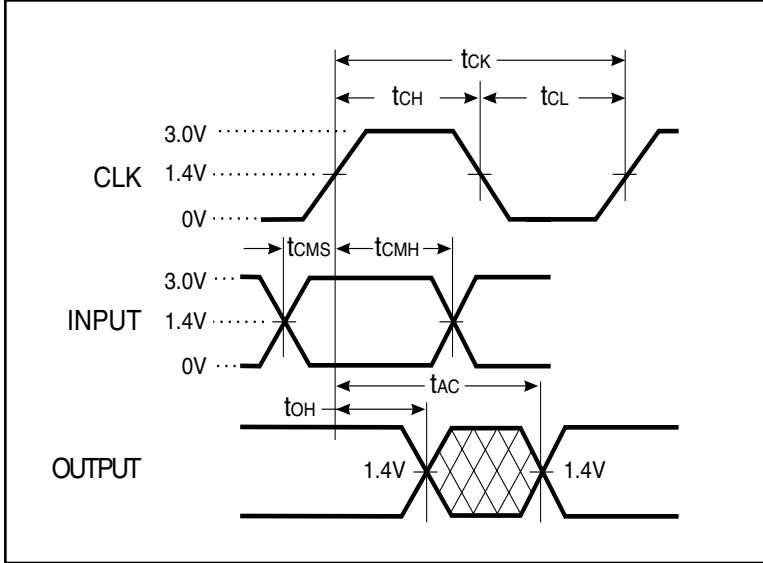 tCK
tCH tCL
3.0V
CLK 1.4V
0V
tCMS tCMH
3.0V
INPUT 1.4V
0V
tAC
tOH
OUTPUT 1.4V 1.4V